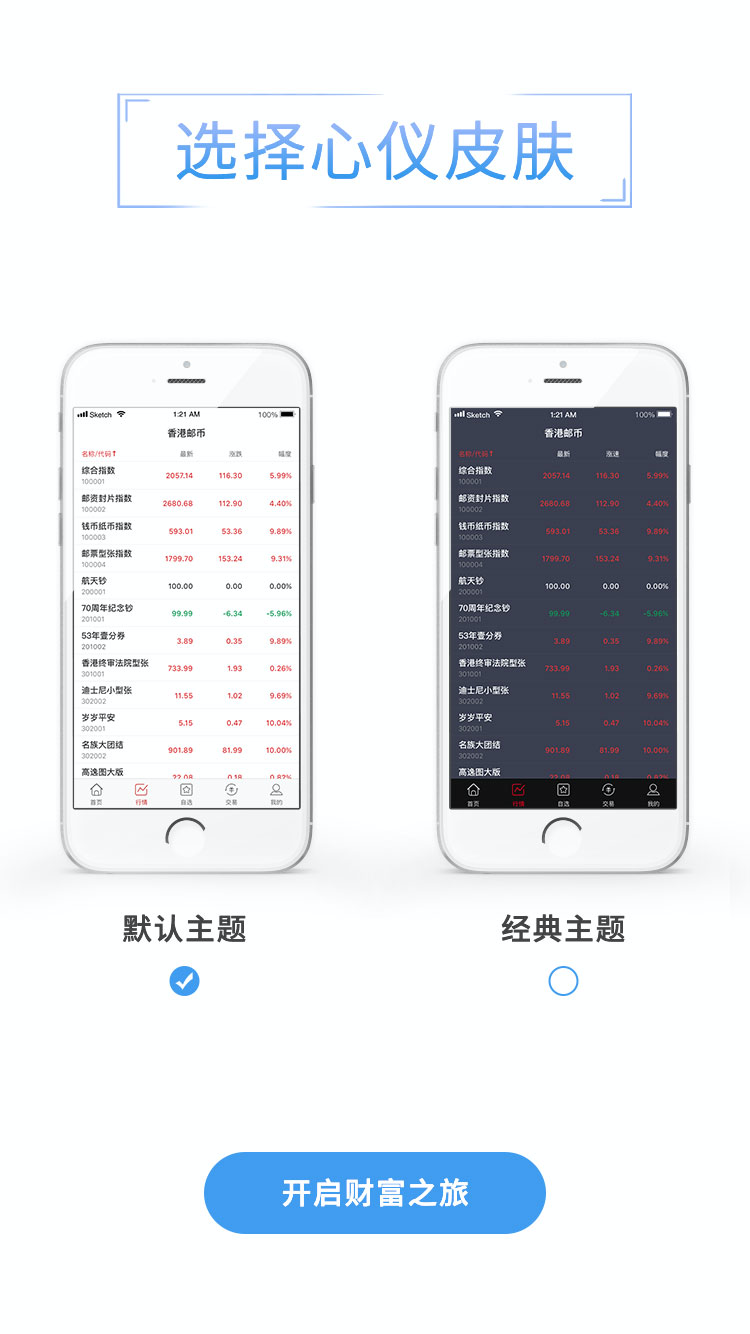 选择心仪皮肤
Sketch 1:21 AM 100%
香港邮币
名称/代码 最新 涨跌 幅度
综合指数
100001
2057.14 116.30 5.99%
邮资封片指数
100002
2680.68 112.90 4.40%
钱币纸币指数
100003
593.01 53.36 9.89%
邮票型张指数
100004
1799.70 153.24 9.31%
航天钞
200001
100.00 0.00 0.00%
70周年纪念钞
201001
99.99 -6.34 -5.96%
53年壹分券
201002
3.89 0.35 9.89%
香港终审法院型张
301001
733.99 1.93 0.26%
迪士尼小型张
302002
11.55 1.02 9.69%
岁岁平安
302001
5.15 0.47 10.04%
名族大团结
302002
901.89 81.99 10.00%
高逸图大版
首页 行情 自选 交易 我的
Sketch 1:21 AM 100%
香港邮币
名称/代码 最新 涨速 幅度
综合指数
100001
2057.14 116.30 5.99%
邮资封片指数
100002
2680.68 112.90 4.40%
钱币纸币指数
100003
593.01 53.36 9.89%
邮票型张指数
100004
1799.70 153.24 9.31%
航天钞
200001
100.00 0.00 0.00%
70周年纪念钞
201001
99.99 -6.34 -5.96%
53年壹分券
201002
3.89 0.35 9.89%
香港终审法院型张
301001
733.99 1.93 0.26%
迪士尼小型张
302002
11.55 1.02 9.69%
岁岁平安
302001
5.15 0.47 10.04%
名族大团结
302002
901.89 81.99 10.00%
高逸图大版
首页 行情 自选 交易 我的
默认主题
经典主题
开启财富之旅